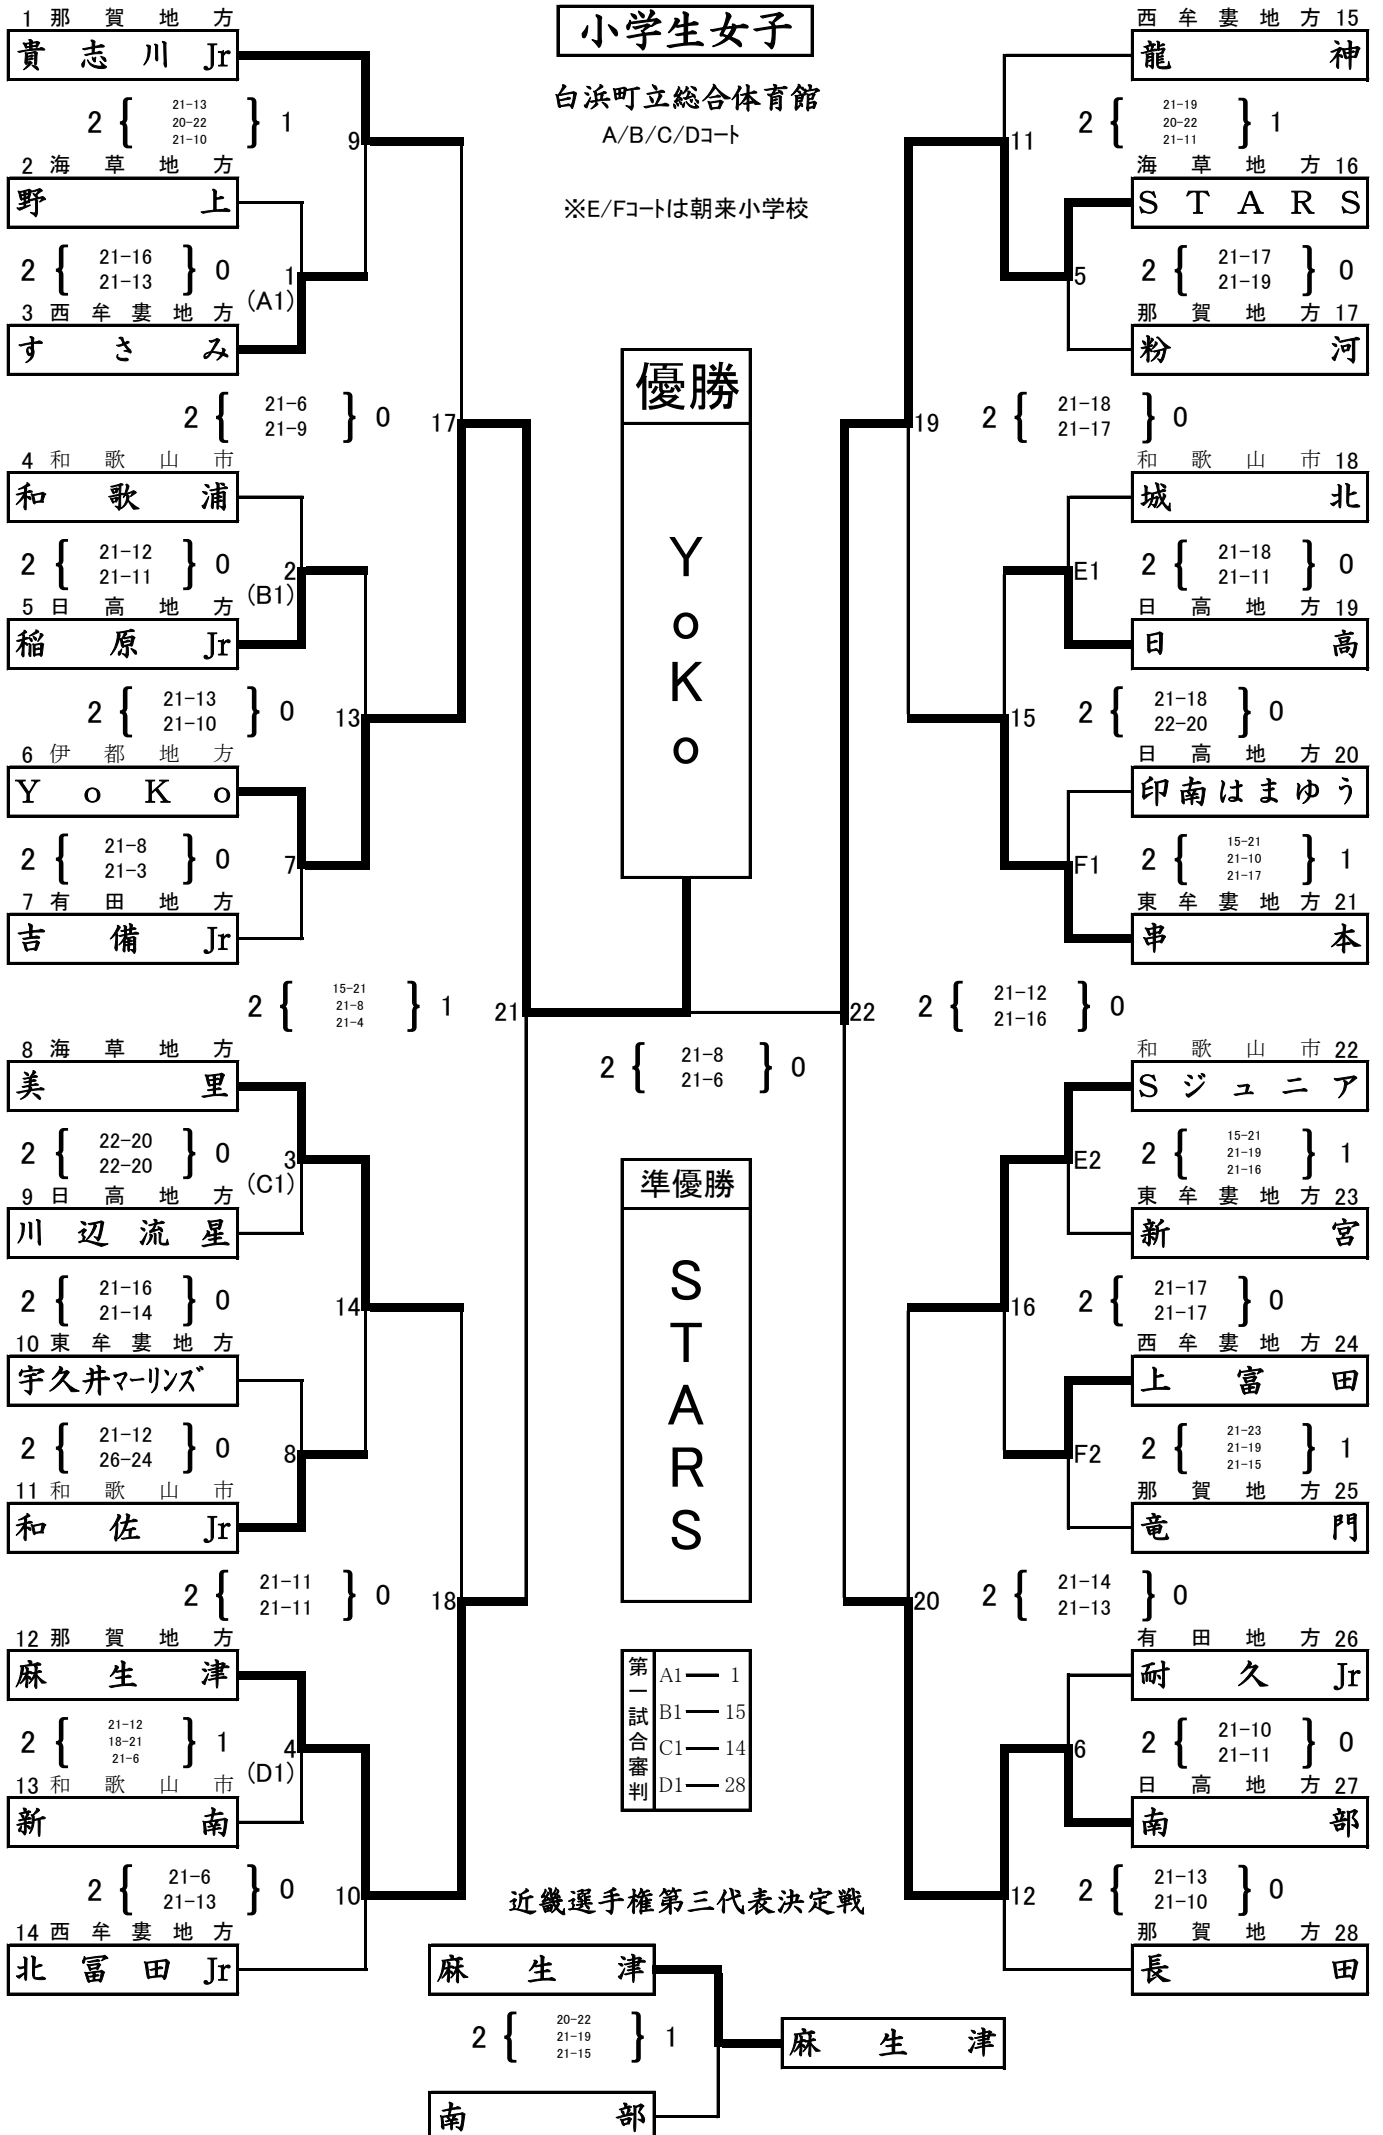 小学生女子
白浜町立総合体育館
A/B/C/Dコート
※E/Fコートは朝来小学校
1 那賀地方
貴志川Jr
2 { 21-13 20-22 21-10 } 1
9
2 海草地方
野上
2 { 21-16 21-13 } 0
1
(A1)
3 西牟婁地方
すさみ
2 { 21-6 21-9 } 0
17
4 和歌山市
和歌浦
2 { 21-12 21-11 } 0
2
(B1)
5 日高地方
稲原Jr
2 { 21-13 21-10 } 0
13
6 伊都地方
YoKo
2 { 21-8 21-3 } 0
7
7 有田地方
吉備Jr
2 { 15-21 21-8 21-4 } 1
21
8 海草地方
美里
2 { 22-20 22-20 } 0
3
(C1)
9 日高地方
川辺流星
2 { 21-16 21-14 } 0
14
10 東牟婁地方
宇久井マーリンズ
2 { 21-12 26-24 } 0
8
11 和歌山市
和佐Jr
2 { 21-11 21-11 } 0
18
12 那賀地方
麻生津
2 { 21-12 18-21 21-6 } 1
4
(D1)
13 和歌山市
新南
2 { 21-6 21-13 } 0
10
14 西牟婁地方
北冨田Jr
優勝
YoKo
2 { 21-8 21-6 } 0
準優勝
STARS
第一試合審判
A1 ― 1
B1 ― 15
C1 ― 14
D1 ― 28
西牟婁地方 15
龍神
11
2 { 21-19 20-22 21-11 } 1
海草地方 16
STARS
5
2 { 21-17 21-19 } 0
那賀地方 17
粉河
19
2 { 21-18 21-17 } 0
和歌山市 18
城北
E1
2 { 21-18 21-11 } 0
日高地方 19
日高
15
2 { 21-18 22-20 } 0
日高地方 20
印南はまゆう
F1
2 { 15-21 21-10 21-17 } 1
東牟婁地方 21
串本
22
2 { 21-12 21-16 } 0
和歌山市 22
Sジュニア
E2
2 { 15-21 21-19 21-16 } 1
東牟婁地方 23
新宮
16
2 { 21-17 21-17 } 0
西牟婁地方 24
上富田
F2
2 { 21-23 21-19 21-15 } 1
那賀地方 25
竜門
20
2 { 21-14 21-13 } 0
有田地方 26
耐久Jr
6
2 { 21-10 21-11 } 0
日高地方 27
南部
12
2 { 21-13 21-10 } 0
那賀地方 28
長田
近畿選手権第三代表決定戦
麻生津
2 { 20-22 21-19 21-15 } 1
麻生津
南部